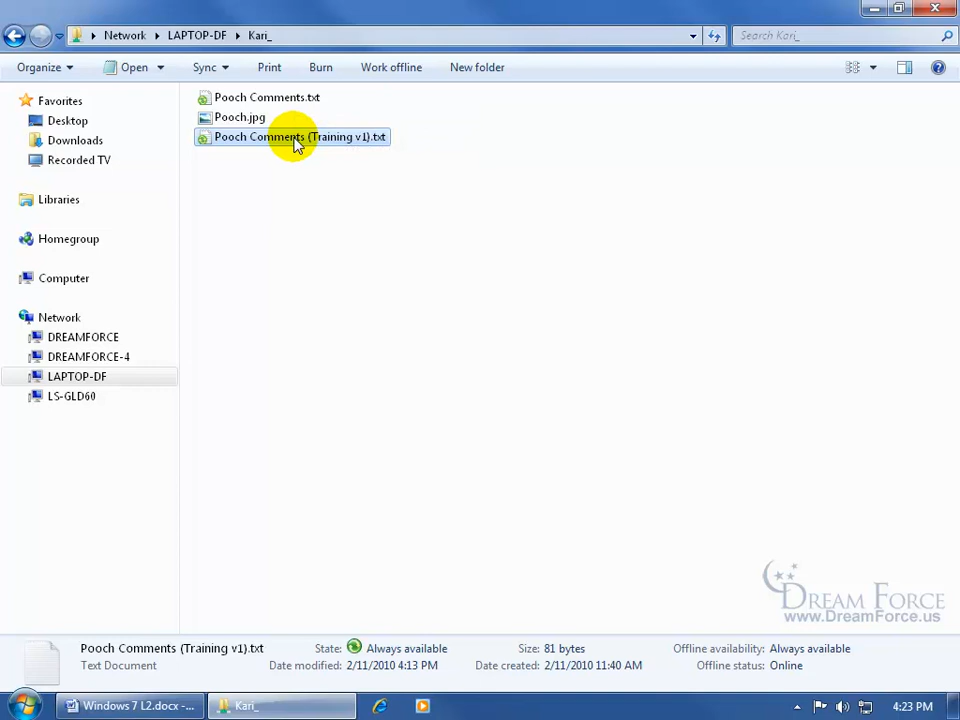 Network LAPTOP-DF Kari_
Search Kari_
Organize Open Sync Print Burn Work offline New folder
Favorites
Desktop
Downloads
Recorded TV
Libraries
Homegroup
Computer
Network
DREAMFORCE
DREAMFORCE-4
LAPTOP-DF
LS-GLD60
Pooch Comments.txt
Pooch.jpg
Pooch Comments (Training v1).txt
DREAM FORCE
www.DreamForce.us
Pooch Comments (Training v1).txt State: Always available Size: 81 bytes Offline availability: Always available
Text Document Date modified: 2/11/2010 4:13 PM Date created: 2/11/2010 11:40 AM Offline status: Online
Windows 7 L2.docx -... Kari_ 4:23 PM